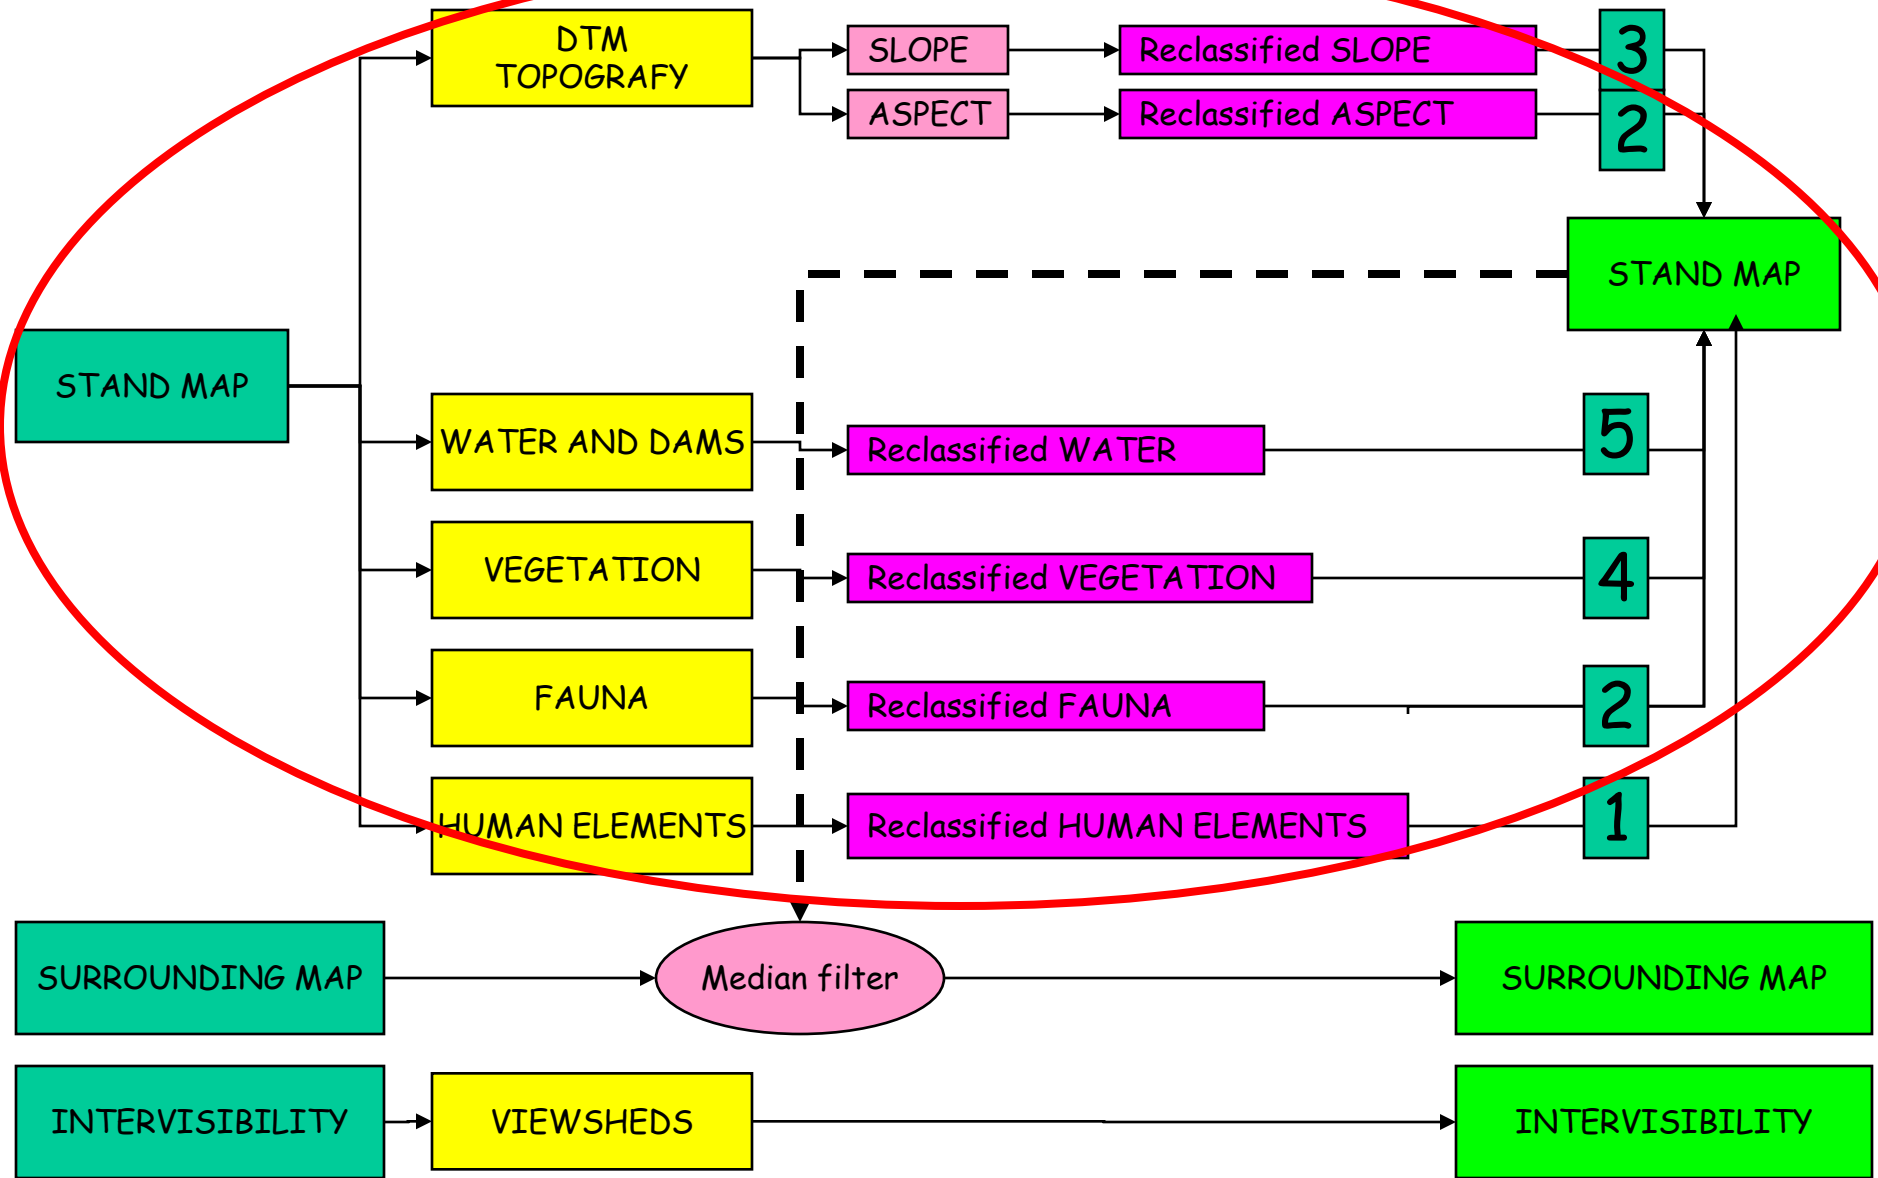 DTM
TOPOGRAFY
SLOPE
Reclassified SLOPE
3
ASPECT
Reclassified ASPECT
2
STAND MAP
STAND MAP
WATER AND DAMS
Reclassified WATER
5
VEGETATION
Reclassified VEGETATION
4
FAUNA
Reclassified FAUNA
2
HUMAN ELEMENTS
Reclassified HUMAN ELEMENTS
1
SURROUNDING MAP
Median filter
SURROUNDING MAP
INTERVISIBILITY
VIEWSHEDS
INTERVISIBILITY